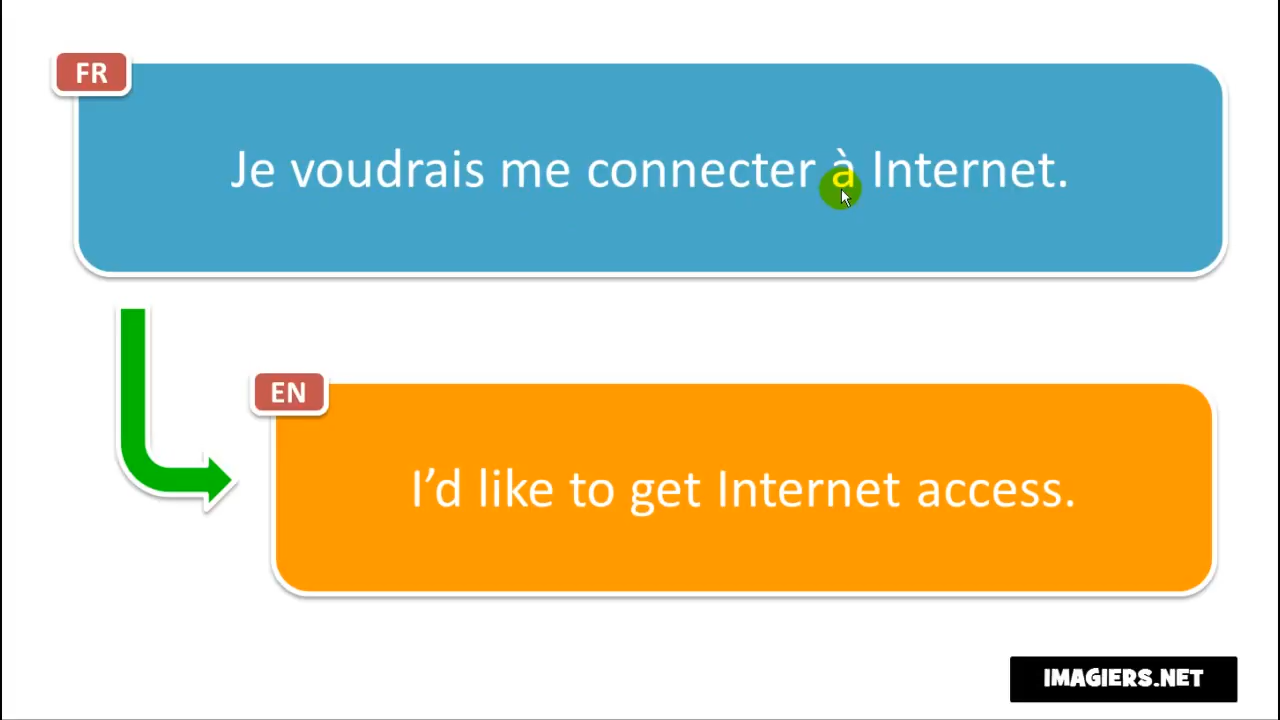 FR
Je voudrais me connecter à Internet.
EN
I’d like to get Internet access.
IMAGIERS.NET